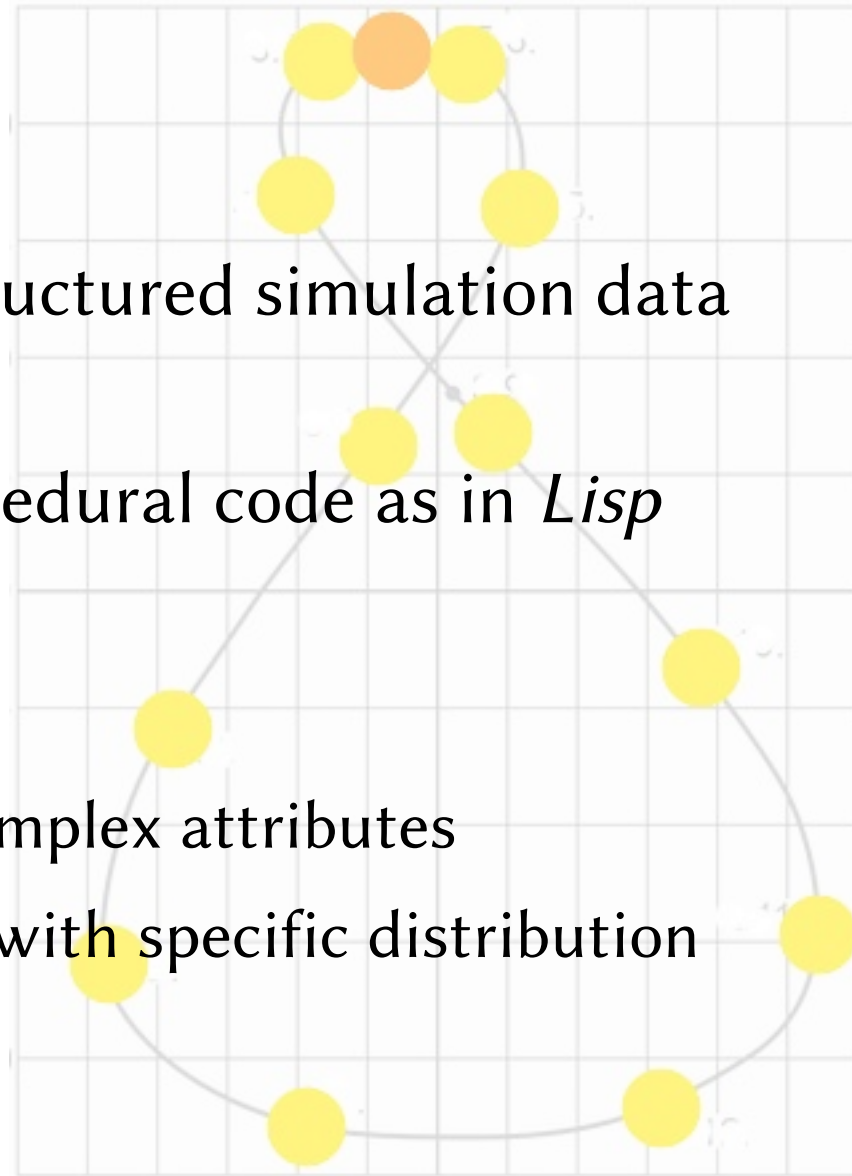 uctured simulation data
edural code as in Lisp
mplex attributes
with specific distribution